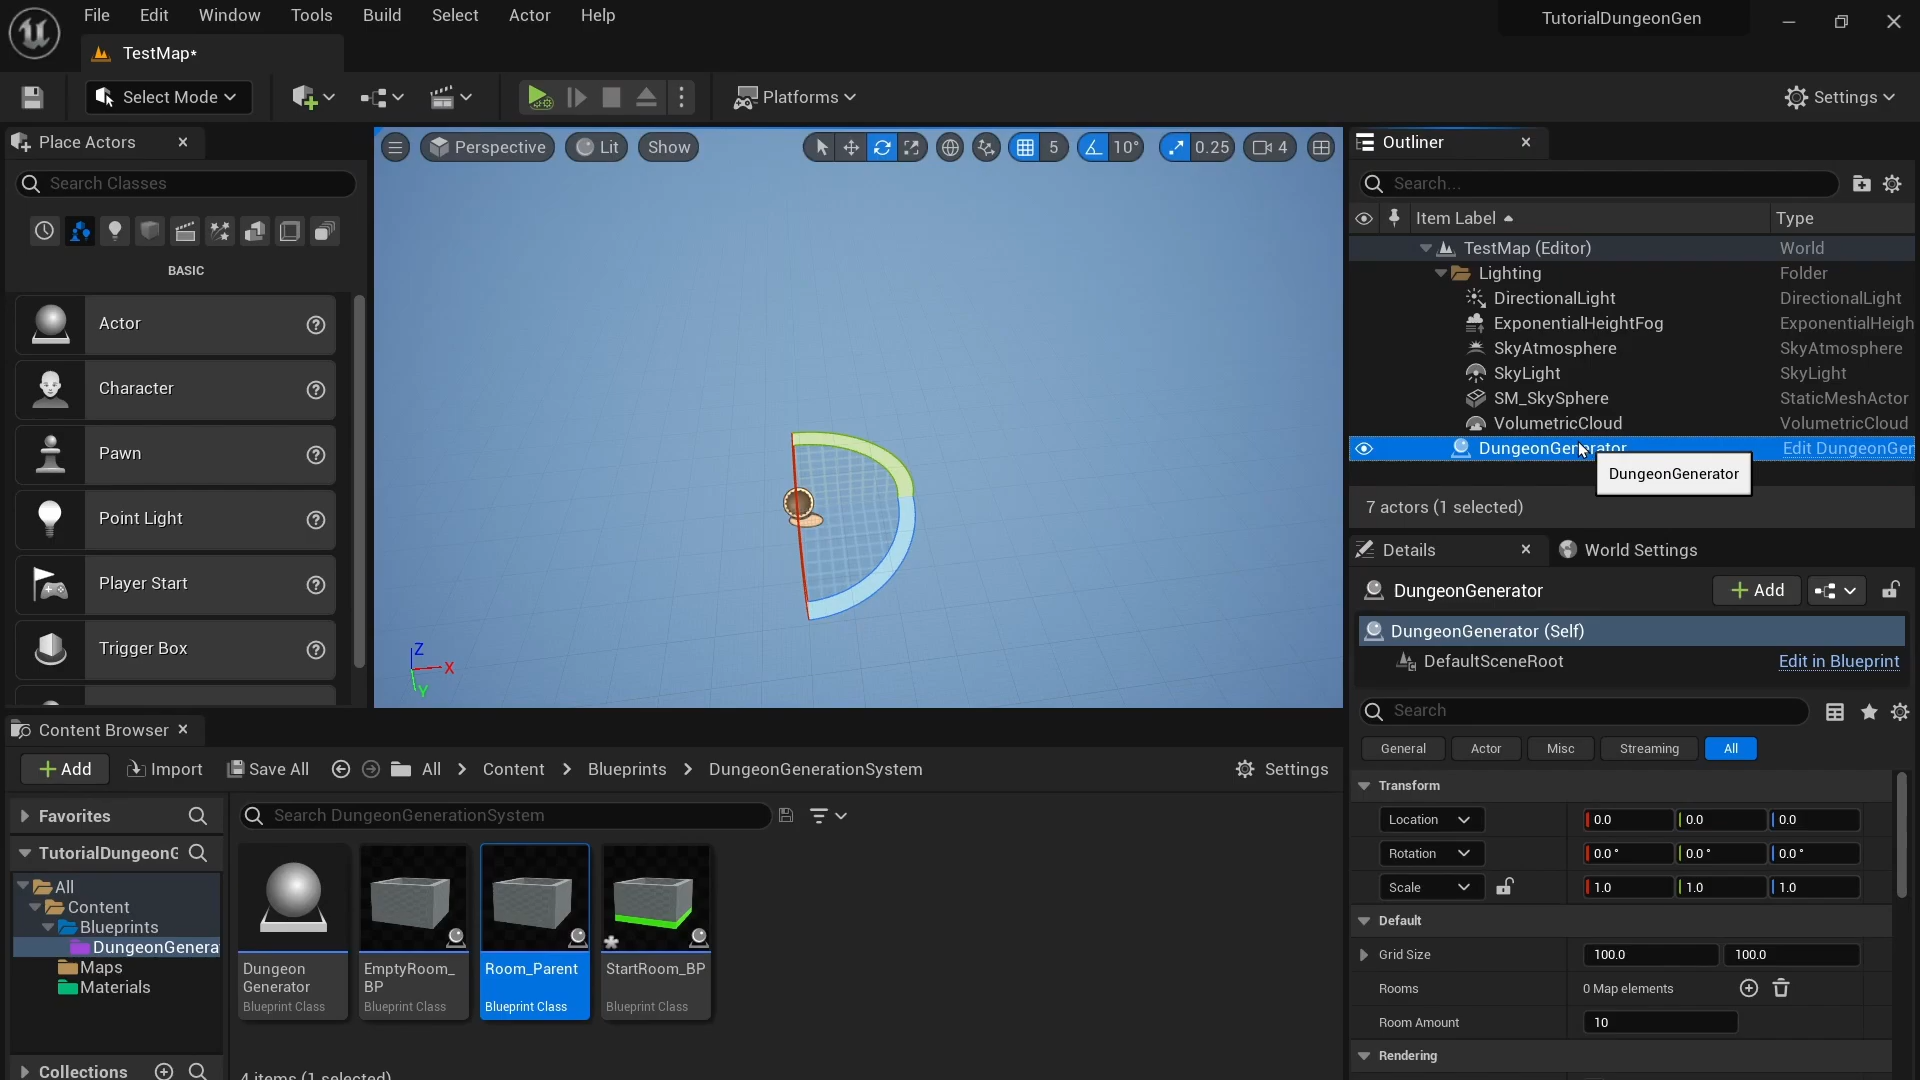 File Edit Window Tools Build Select Actor Help
TutorialDungeonGen
TestMap*
Select Mode
Platforms
Settings
Place Actors
Search Classes
BASIC
Actor
Character
Pawn
Point Light
Player Start
Trigger Box
Perspective Lit Show
5 10° 0.25 4
Z
X
Y
Outliner
Search...
Item Label Type
TestMap (Editor) World
Lighting Folder
DirectionalLight DirectionalLight
ExponentialHeightFog ExponentialHeigh
SkyAtmosphere SkyAtmosphere
SkyLight SkyLight
SM_SkySphere StaticMeshActor
VolumetricCloud VolumetricCloud
DungeonGenerator Edit DungeonGer
DungeonGenerator
7 actors (1 selected)
Details World Settings
DungeonGenerator Add
DungeonGenerator (Self)
DefaultSceneRoot Edit in Blueprint
Search
General Actor Misc Streaming All
Transform
Location 0.0 0.0 0.0
Rotation 0.0 ° 0.0 ° 0.0 °
Scale 1.0 1.0 1.0
Default
Grid Size 100.0 100.0
Rooms 0 Map elements
Room Amount 10
Rendering
Content Browser
Add Import Save All All > Content > Blueprints > DungeonGenerationSystem Settings
Favorites
Search DungeonGenerationSystem
TutorialDungeonG
All
Content
Blueprints
DungeonGenera
Maps
Materials
Collections
Dungeon
Generator
Blueprint Class
EmptyRoom_
BP
Blueprint Class
Room_Parent
Blueprint Class
StartRoom_BP
Blueprint Class
4 items (1 selected)